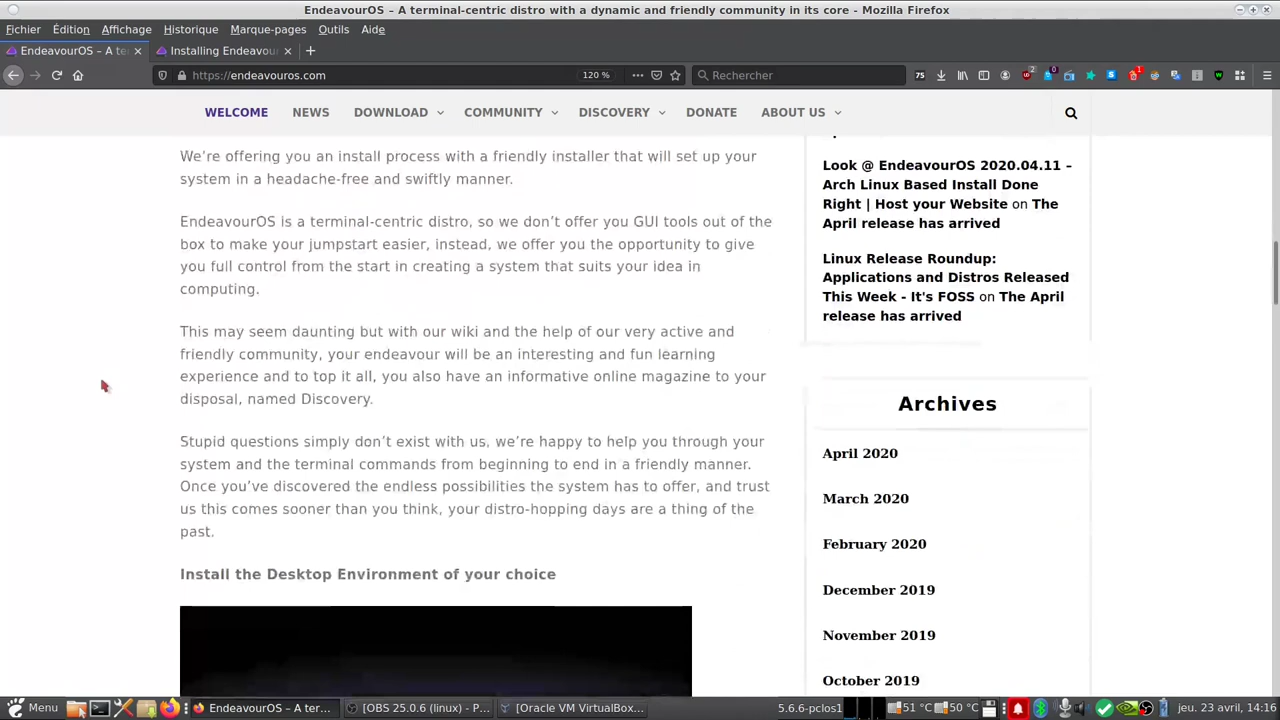 EndeavourOS – A terminal-centric distro with a dynamic and friendly community in its core - Mozilla Firefox
Fichier Édition Affichage Historique Marque-pages Outils Aide
EndeavourOS – A te
Installing Endeavou
https://endeavouros.com
120 %
Rechercher
75
2
0
1
WELCOME
NEWS
DOWNLOAD
COMMUNITY
DISCOVERY
DONATE
ABOUT US
We’re offering you an install process with a friendly installer that will set up your
system in a headache-free and swiftly manner.
EndeavourOS is a terminal-centric distro, so we don’t offer you GUI tools out of the
box to make your jumpstart easier, instead, we offer you the opportunity to give
you full control from the start in creating a system that suits your idea in
computing.
This may seem daunting but with our wiki and the help of our very active and
friendly community, your endeavour will be an interesting and fun learning
experience and to top it all, you also have an informative online magazine to your
disposal, named Discovery.
Stupid questions simply don’t exist with us, we’re happy to help you through your
system and the terminal commands from beginning to end in a friendly manner.
Once you’ve discovered the endless possibilities the system has to offer, and trust
us this comes sooner than you think, your distro-hopping days are a thing of the
past.
Install the Desktop Environment of your choice
Look @ EndeavourOS 2020.04.11 –
Arch Linux Based Install Done
Right | Host your Website on The
April release has arrived
Linux Release Roundup:
Applications and Distros Released
This Week - It's FOSS on The April
release has arrived
Archives
April 2020
March 2020
February 2020
December 2019
November 2019
October 2019
Menu
EndeavourOS – A ter...
[OBS 25.0.6 (linux) - P...
[Oracle VM VirtualBox...
5.6.6-pclos1
51 °C
50 °C
jeu. 23 avril, 14:16